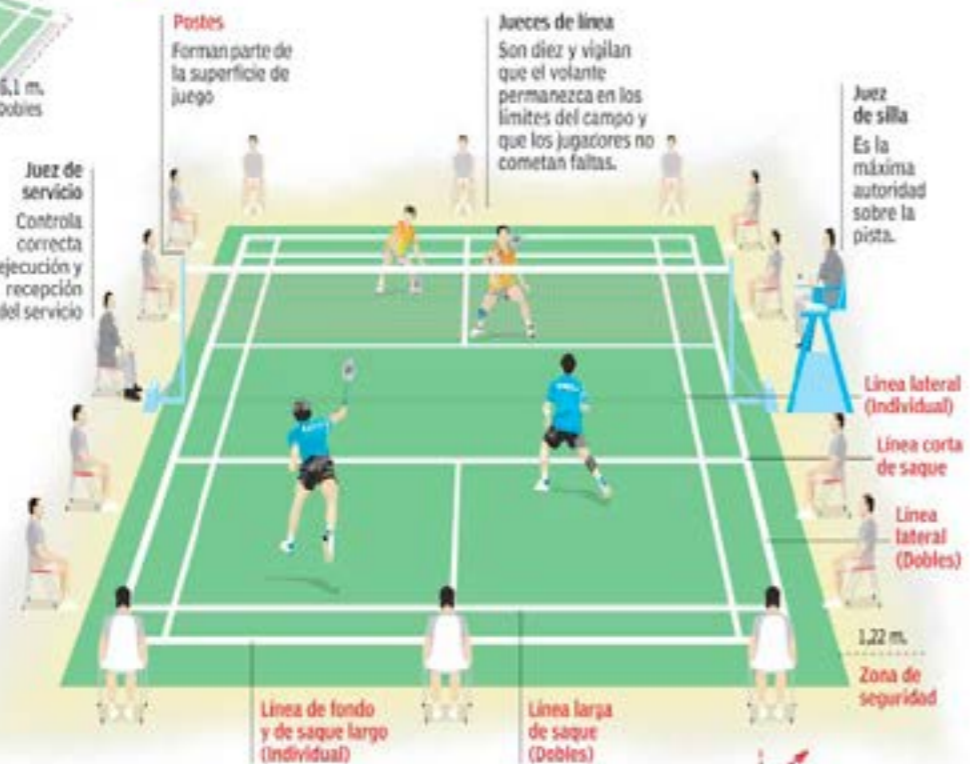 6,1 m.
Dobles
Postes
Forman parte de
la superficie de
juego
Jueces de línea
Son diez y vigilan
que el volante
permanezca en los
límites del campo y
que los jugadores no
cometan faltas.
Juez
de silla
Es la
máxima
autoridad
sobre la
pista.
Juez de
servicio
Controla
correcta
ejecución y
recepción
del servicio
Línea lateral
(Individual)
Línea corta
de saque
Línea
lateral
(Dobles)
1,22 m.
Zona de
seguridad
Línea de fondo
y de saque largo
(Individual)
Línea larga
de saque
(Dobles)